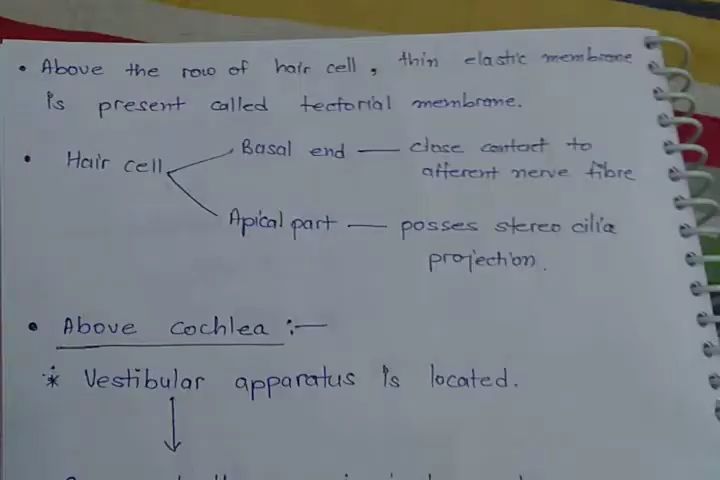 • Above the row of hair cell, thin elastic membrane
is present called tectorial membrane.
• Hair cell
Basal end — close contact to
afferent nerve fibre
Apical part — posses stereo cilia
projection.
• Above cochlea :—
* Vestibular apparatus is located.